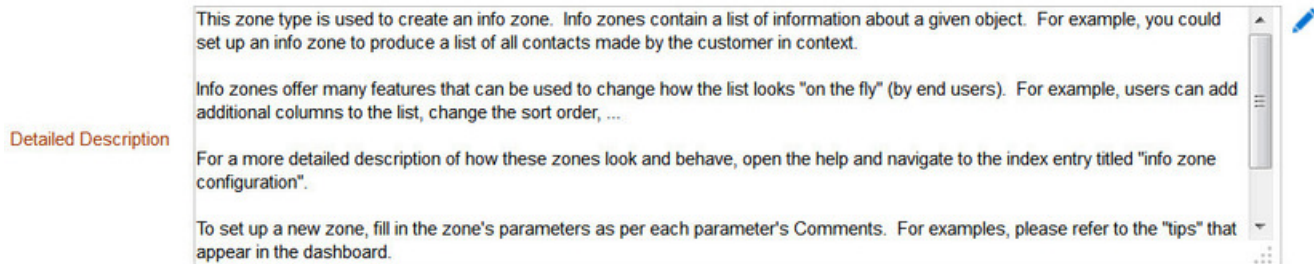 This zone type is used to create an info zone.  Info zones contain a list of information about a given object.  For example, you could
set up an info zone to produce a list of all contacts made by the customer in context.
Info zones offer many features that can be used to change how the list looks "on the fly" (by end users).  For example, users can add
additional columns to the list, change the sort order, ...
Detailed Description
For a more detailed description of how these zones look and behave, open the help and navigate to the index entry titled "info zone
configuration".
To set up a new zone, fill in the zone's parameters as per each parameter's Comments.  For examples, please refer to the "tips" that
appear in the dashboard.